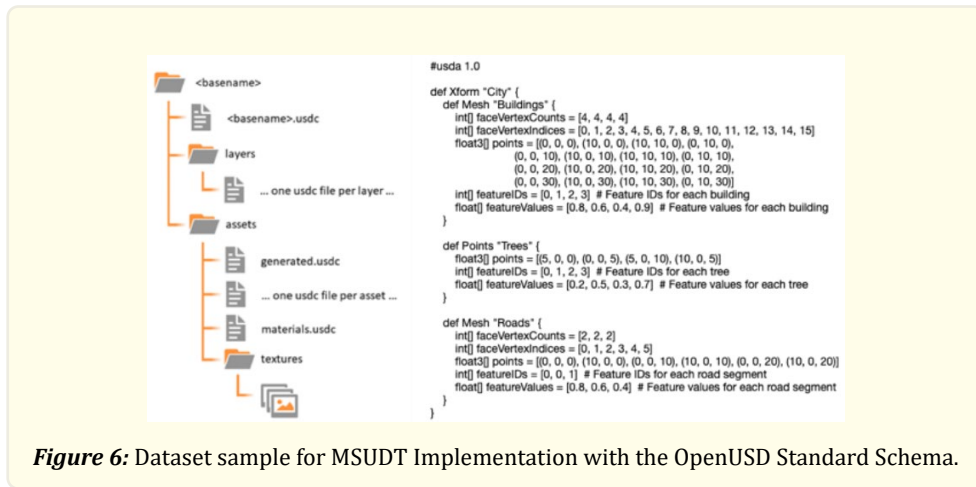 <basename>
<basename>.usdc
layers
... one usdc file per layer ...
assets
generated.usdc
... one usdc file per asset ...
materials.usdc
textures
#usda 1.0
def Xform "City" {
def Mesh "Buildings" {
int[] faceVertexCounts = [4, 4, 4, 4]
int[] faceVertexIndices = [0, 1, 2, 3, 4, 5, 6, 7, 8, 9, 10, 11, 12, 13, 14, 15]
float3[] points = [(0, 0, 0), (10, 0, 0), (10, 10, 0), (0, 10, 0),
(0, 0, 10), (10, 0, 10), (10, 10, 10), (0, 10, 10),
(0, 0, 20), (10, 0, 20), (10, 10, 20), (0, 10, 20),
(0, 0, 30), (10, 0, 30), (10, 10, 30), (0, 10, 30)]
int[] featureIDs = [0, 1, 2, 3] # Feature IDs for each building
float[] featureValues = [0.8, 0.6, 0.4, 0.9] # Feature values for each building
}
def Points "Trees" {
float3[] points = [(5, 0, 0), (0, 0, 5), (5, 0, 10), (10, 0, 5)]
int[] featureIDs = [0, 1, 2, 3] # Feature IDs for each tree
float[] featureValues = [0.2, 0.5, 0.3, 0.7] # Feature values for each tree
}
def Mesh "Roads" {
int[] faceVertexCounts = [2, 2, 2]
int[] faceVertexIndices = [0, 1, 2, 3, 4, 5]
float3[] points = [(0, 0, 0), (10, 0, 0), (0, 0, 10), (10, 0, 10), (0, 0, 20), (10, 0, 20)]
int[] featureIDs = [0, 0, 1] # Feature IDs for each road segment
float[] featureValues = [0.8, 0.6, 0.4] # Feature values for each road segment
}
}
Figure 6: Dataset sample for MSUDT Implementation with the OpenUSD Standard Schema.